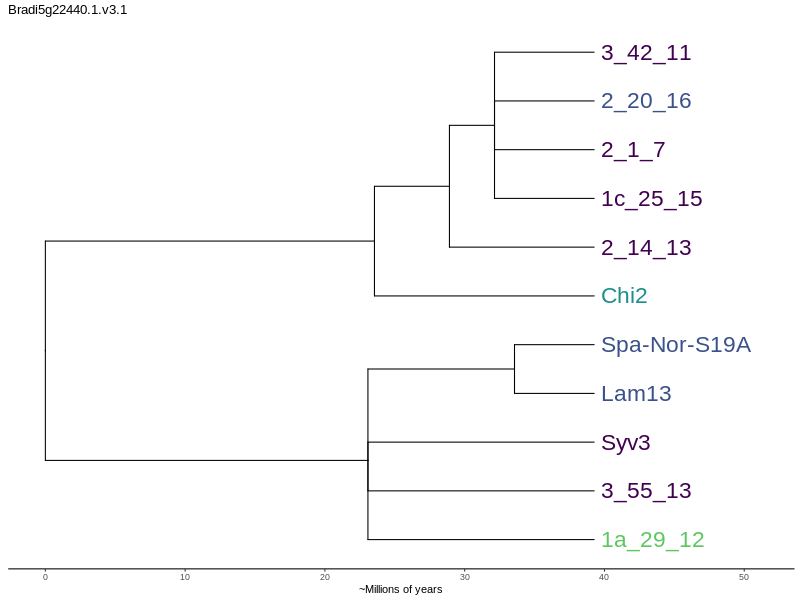 Bradi5g22440.1.v3.1
3_42_11
2_20_16
2_1_7
1c_25_15
2_14_13
Chi2
Spa-Nor-S19A
Lam13
Syv3
3_55_13
1a_29_12
0 10 20 30 40 50
~Millions of years